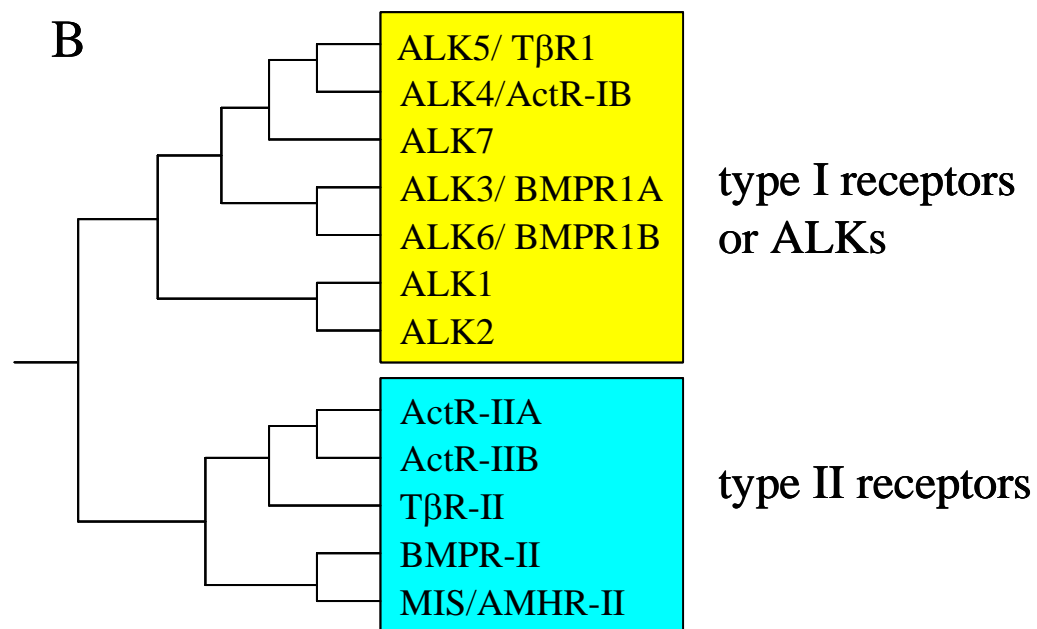 B
ALK5/ TβR1
ALK4/ActR-IB
ALK7
ALK3/ BMPR1A
ALK6/ BMPR1B
ALK1
ALK2
type I receptors
or ALKs
ActR-IIA
ActR-IIB
TβR-II
BMPR-II
MIS/AMHR-II
type II receptors